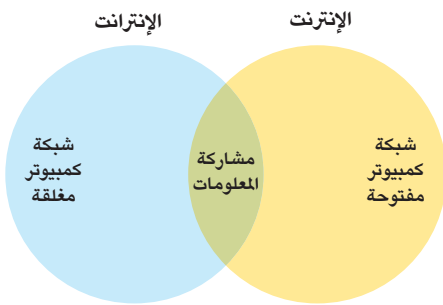 الإنترنت
الإنترانت
شبكة
كمبيوتر
مفتوحة
مشاركة
المعلومات
شبكة
كمبيوتر
مغلقة